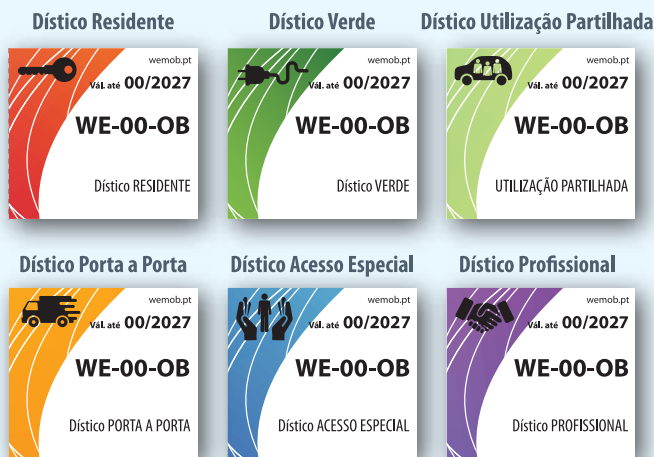 Dístico Residente
wemob.pt
Vál. até 00/2027
WE-00-OB
Dístico RESIDENTE
Dístico Verde
wemob.pt
Vál. até 00/2027
WE-00-OB
Dístico VERDE
Dístico Utilização Partilhada
wemob.pt
Vál. até 00/2027
WE-00-OB
UTILIZAÇÃO PARTILHADA
Dístico Porta a Porta
wemob.pt
Vál. até 00/2027
WE-00-OB
Dístico PORTA A PORTA
Dístico Acesso Especial
wemob.pt
Vál. até 00/2027
WE-00-OB
Dístico ACESSO ESPECIAL
Dístico Profissional
wemob.pt
Vál. até 00/2027
WE-00-OB
Dístico PROFISSIONAL